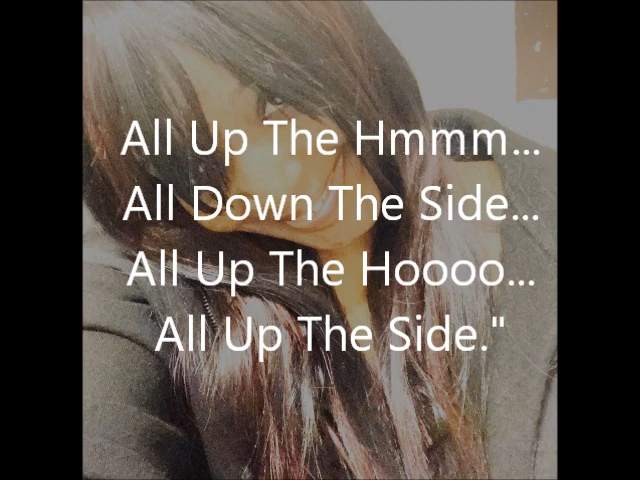 All Up The Hmmm...
All Down The Side...
All Up The Hoooo...
All Up The Side."